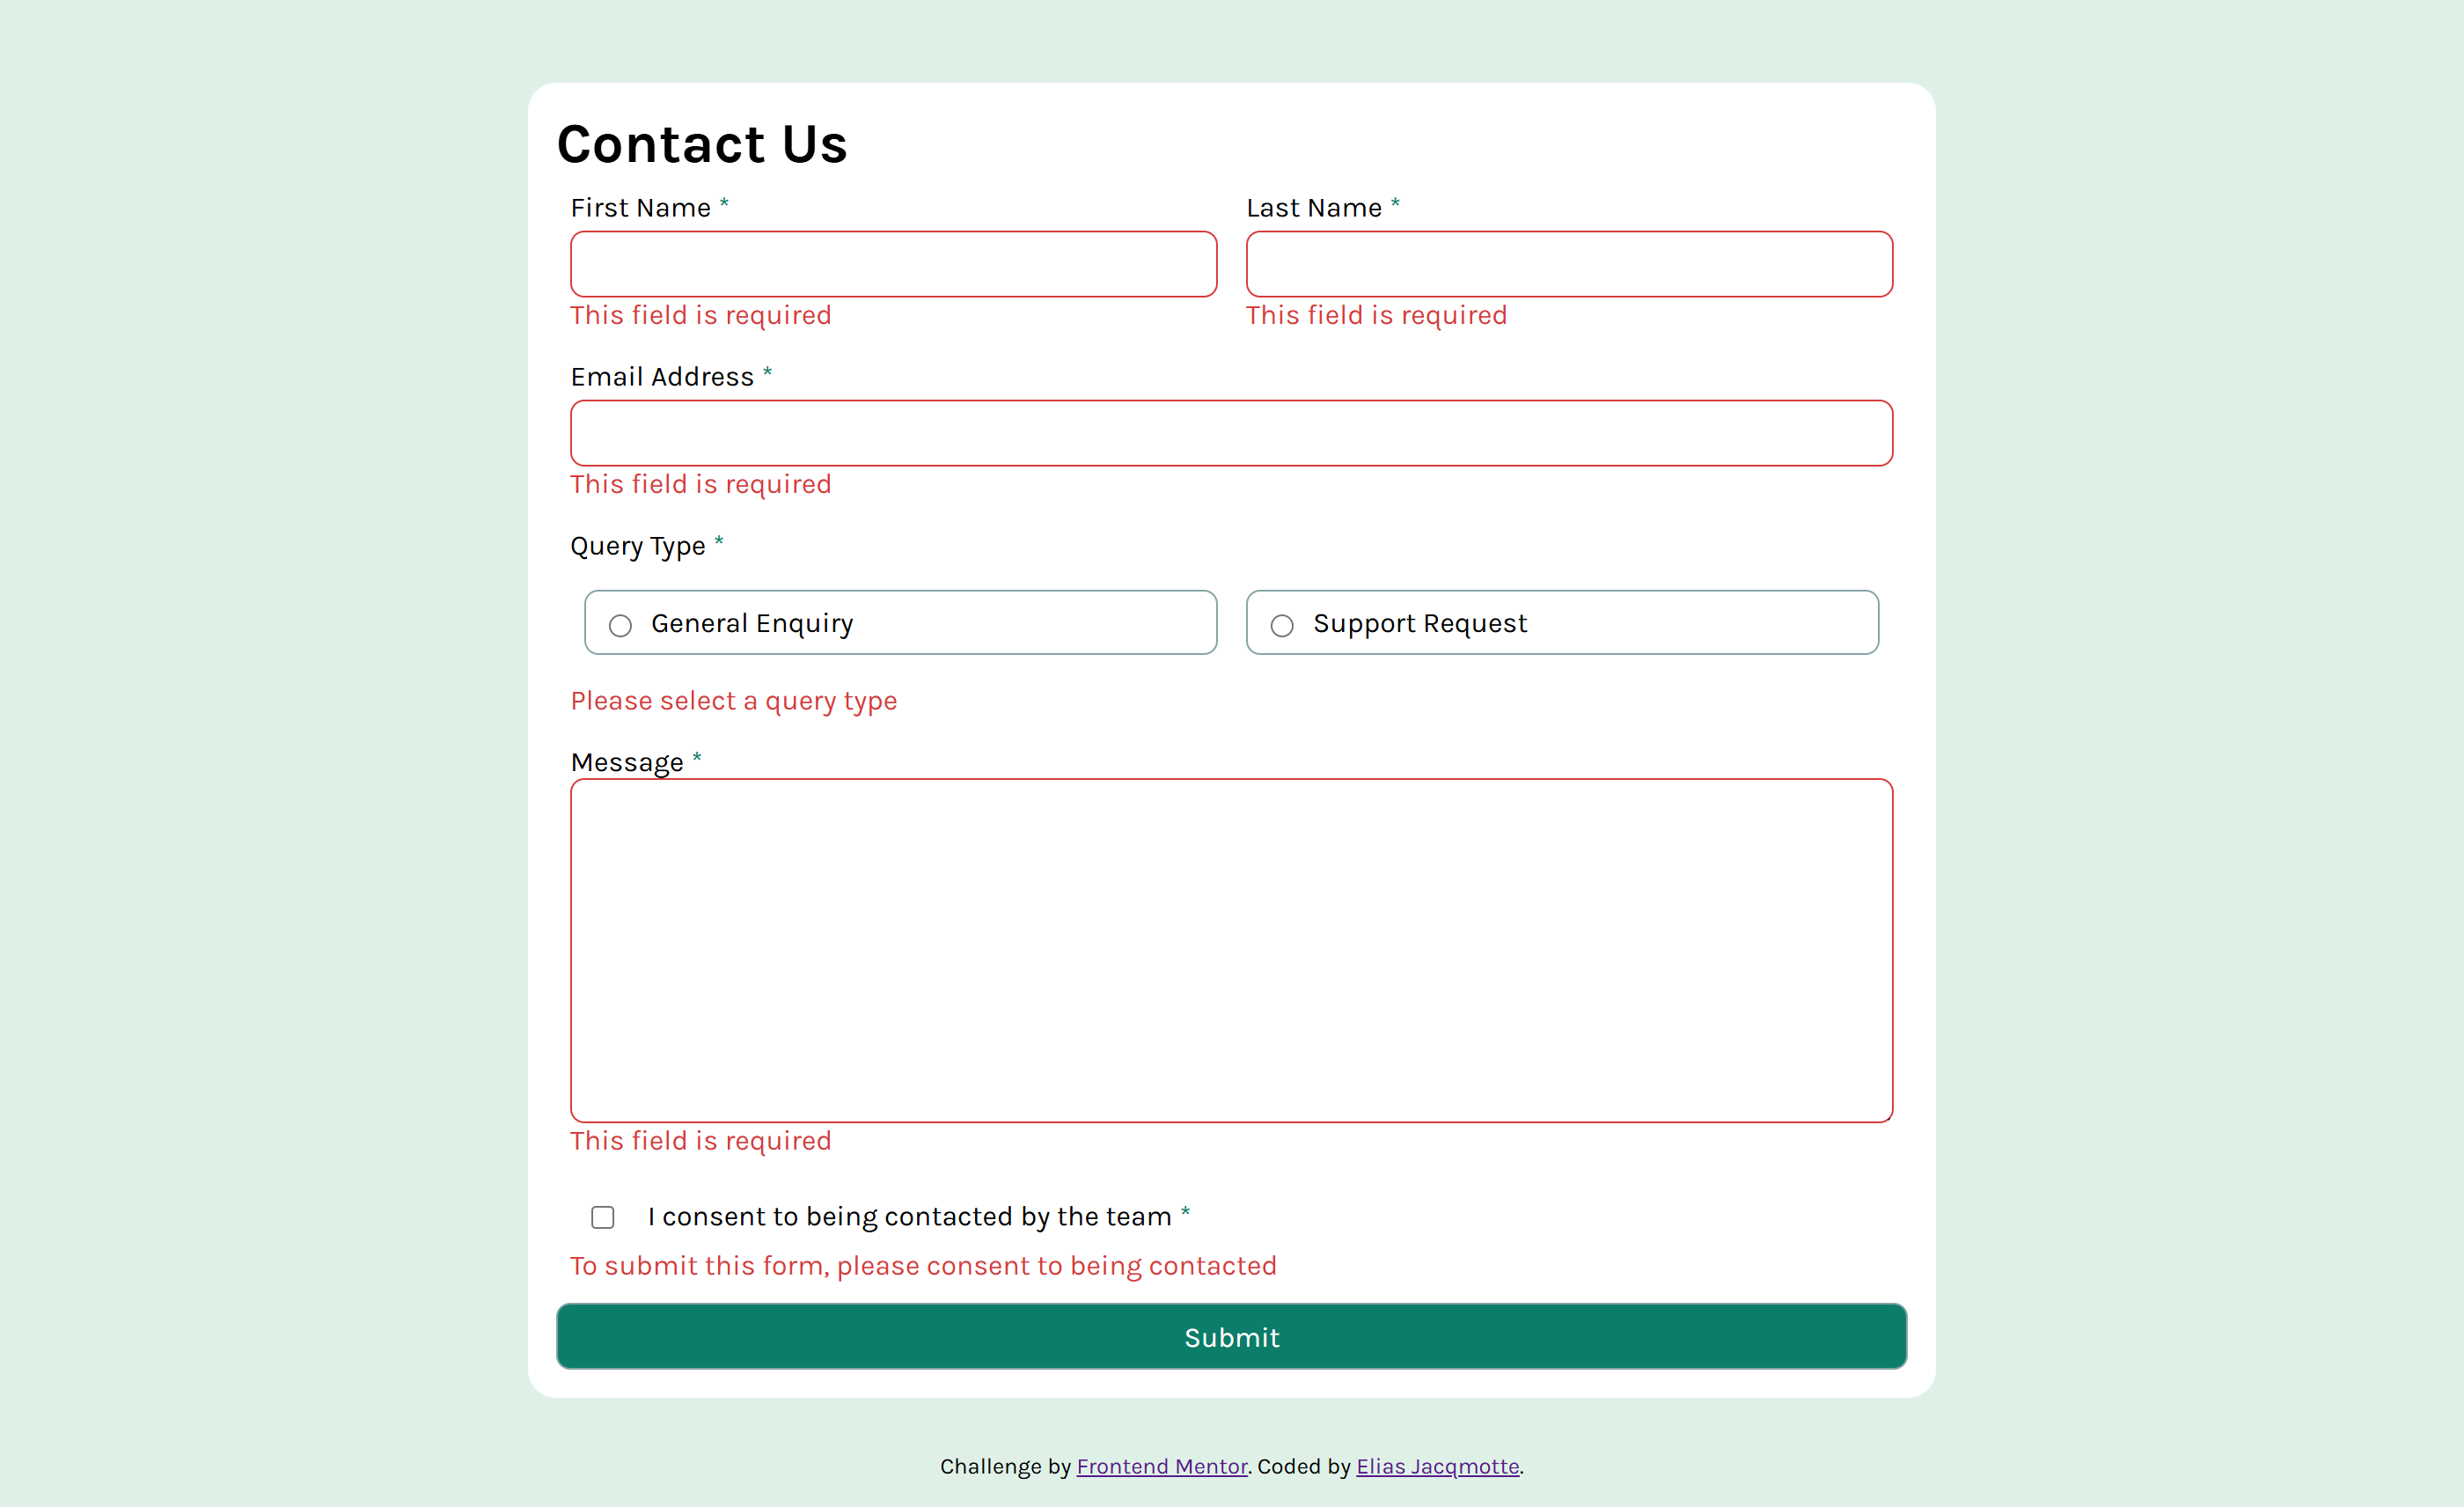 Contact Us
First Name *
Last Name *
This field is required
This field is required
Email Address *
This field is required
Query Type *
General Enquiry
Support Request
Please select a query type
Message *
This field is required
I consent to being contacted by the team *
To submit this form, please consent to being contacted
Submit
Challenge by Frontend Mentor. Coded by Elias Jacqmotte.